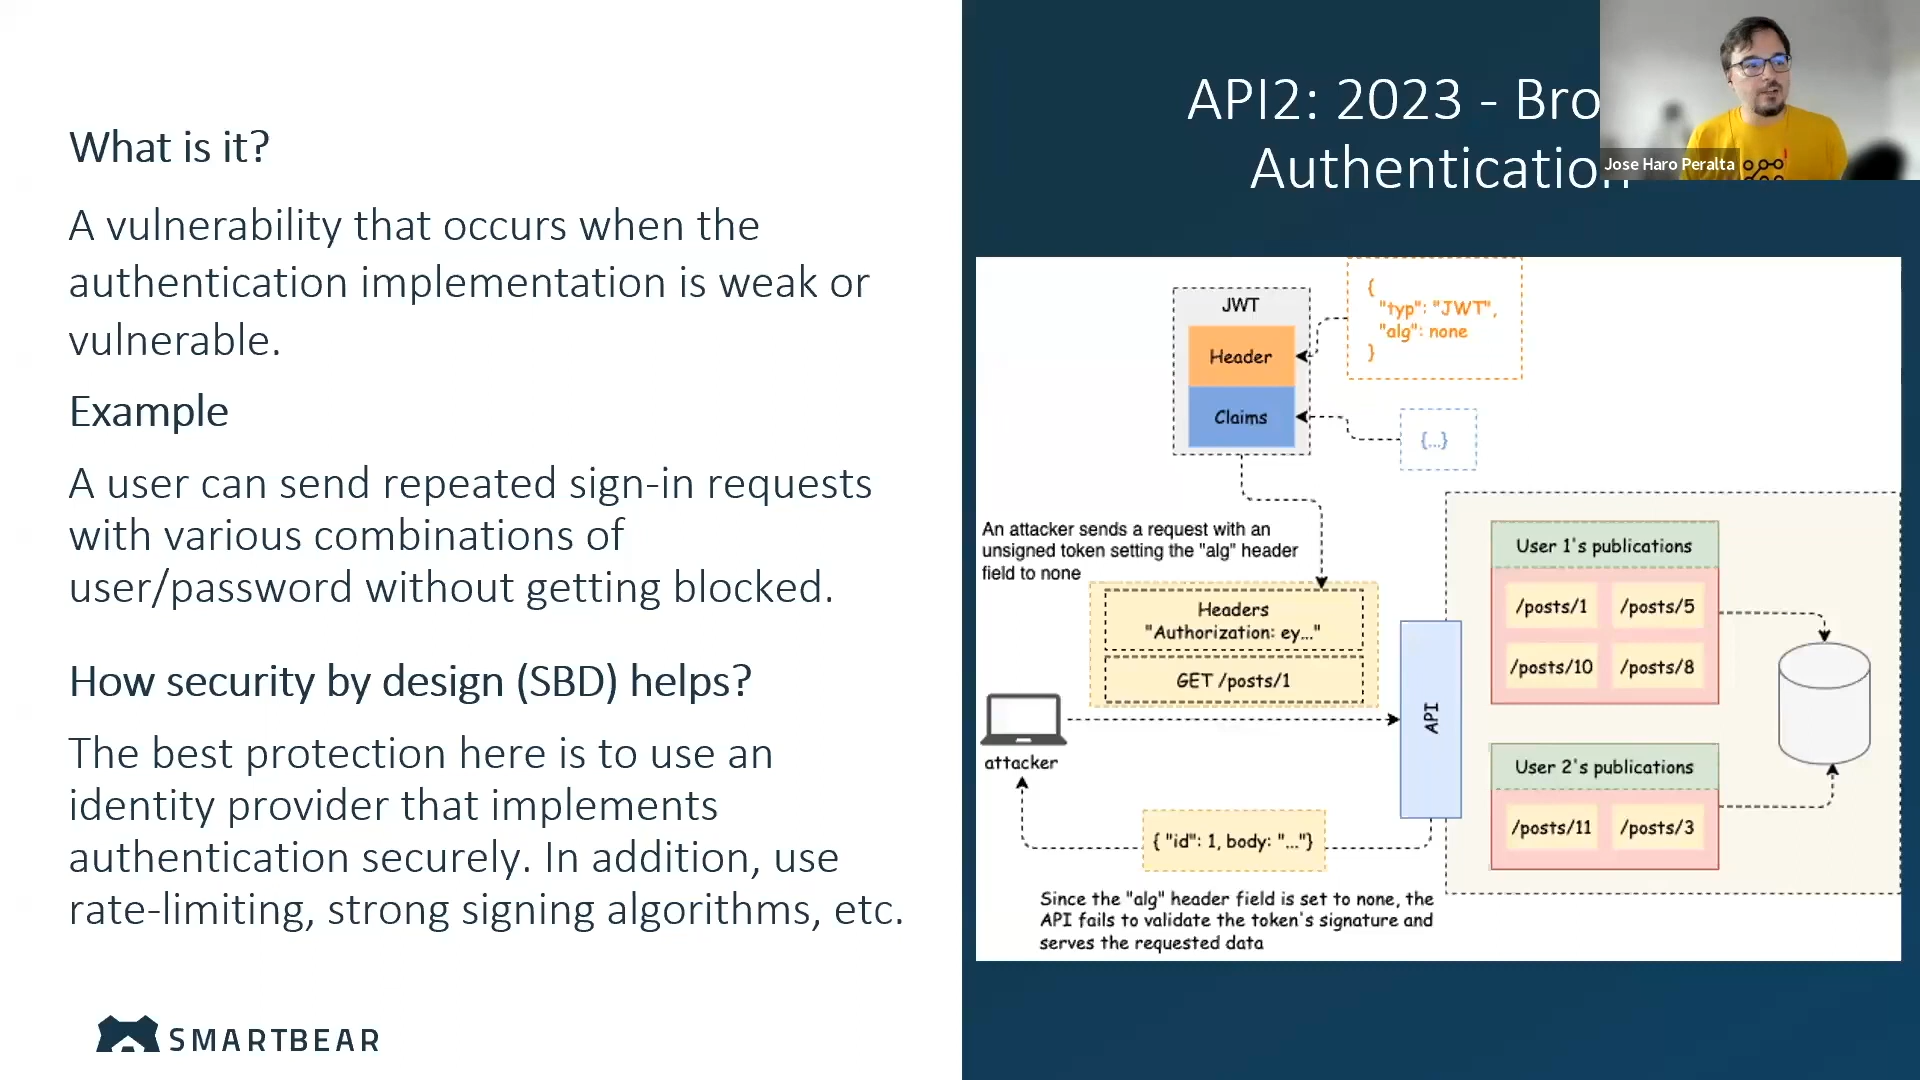 What is it?
A vulnerability that occurs when the
authentication implementation is weak or
vulnerable.
Example
A user can send repeated sign-in requests
with various combinations of
user/password without getting blocked.
How security by design (SBD) helps?
The best protection here is to use an
identity provider that implements
authentication securely. In addition, use
rate-limiting, strong signing algorithms, etc.
SMARTBEAR
API2: 2023 - Bro
Authentication
Jose Haro Peralta
JWT
Header
Claims
{
"typ": "JWT",
"alg": none
}
{...}
An attacker sends a request with an
unsigned token setting the "alg" header
field to none
Headers
"Authorization: ey..."
GET /posts/1
attacker
API
{ "id": 1, body: "..."}
Since the "alg" header field is set to none, the
API fails to validate the token's signature and
serves the requested data
User 1's publications
/posts/1 /posts/5
/posts/10 /posts/8
User 2's publications
/posts/11 /posts/3